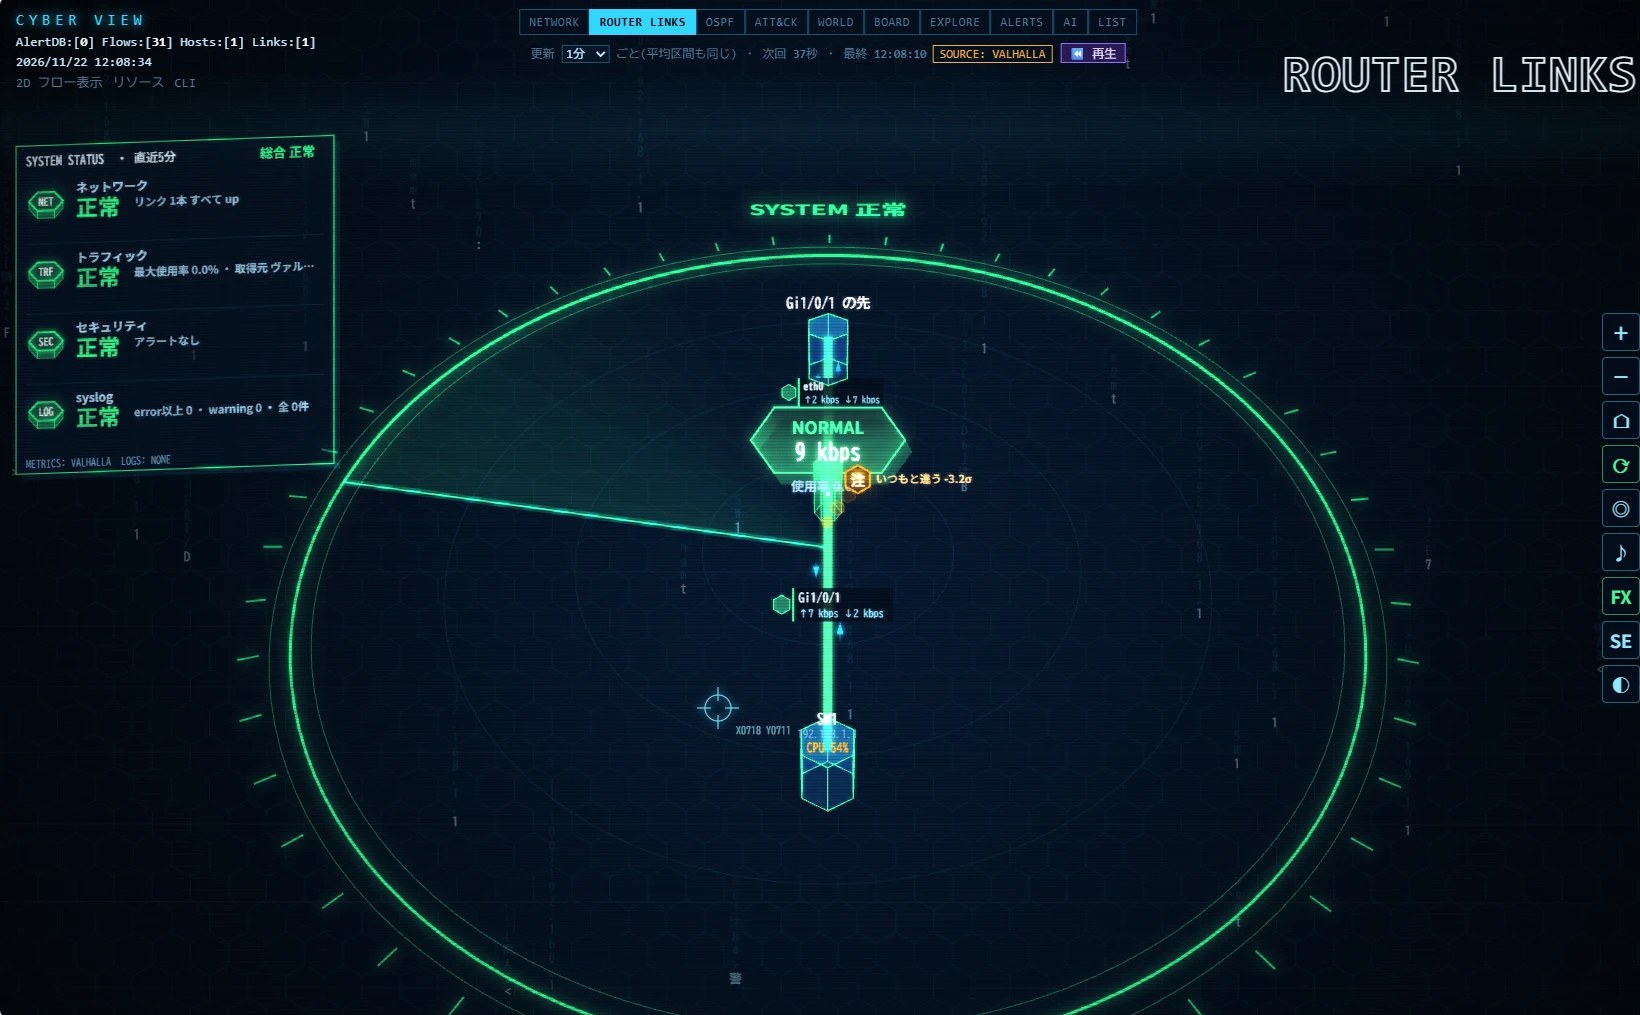 CYBER VIEW
AlertDB:[0] Flows:[31] Hosts:[1] Links:[1]
2026/11/22 12:08:34
2D フロー表示 リソース CLI
NETWORK ROUTER LINKS OSPF ATT&CK WORLD BOARD EXPLORE ALERTS AI LIST
更新 1分 ごと(平均区間も同じ) ・ 次回 37秒 ・ 最終 12:08:10 SOURCE: VALHALLA 再生
ROUTER LINKS
SYSTEM STATUS ・ 直近5分 総合 正常
NET ネットワーク
正常 リンク 1本 すべて up
TRF トラフィック
正常 最大使用率 0.0% ・ 取得元 ヴァル…
SEC セキュリティ
正常 アラートなし
LOG syslog
正常 error以上 0 ・ warning 0 ・ 全 0件
METRICS: VALHALLA LOGS: NONE
SYSTEM 正常
Gi1/0/1 の先
eth0
↑2 kbps ↓7 kbps
NORMAL
9 kbps
使用率
注 いつもと違う -3.2σ
Gi1/0/1
↑7 kbps ↓2 kbps
X0718 Y0711
CPU 54%
+
−
FX
SE